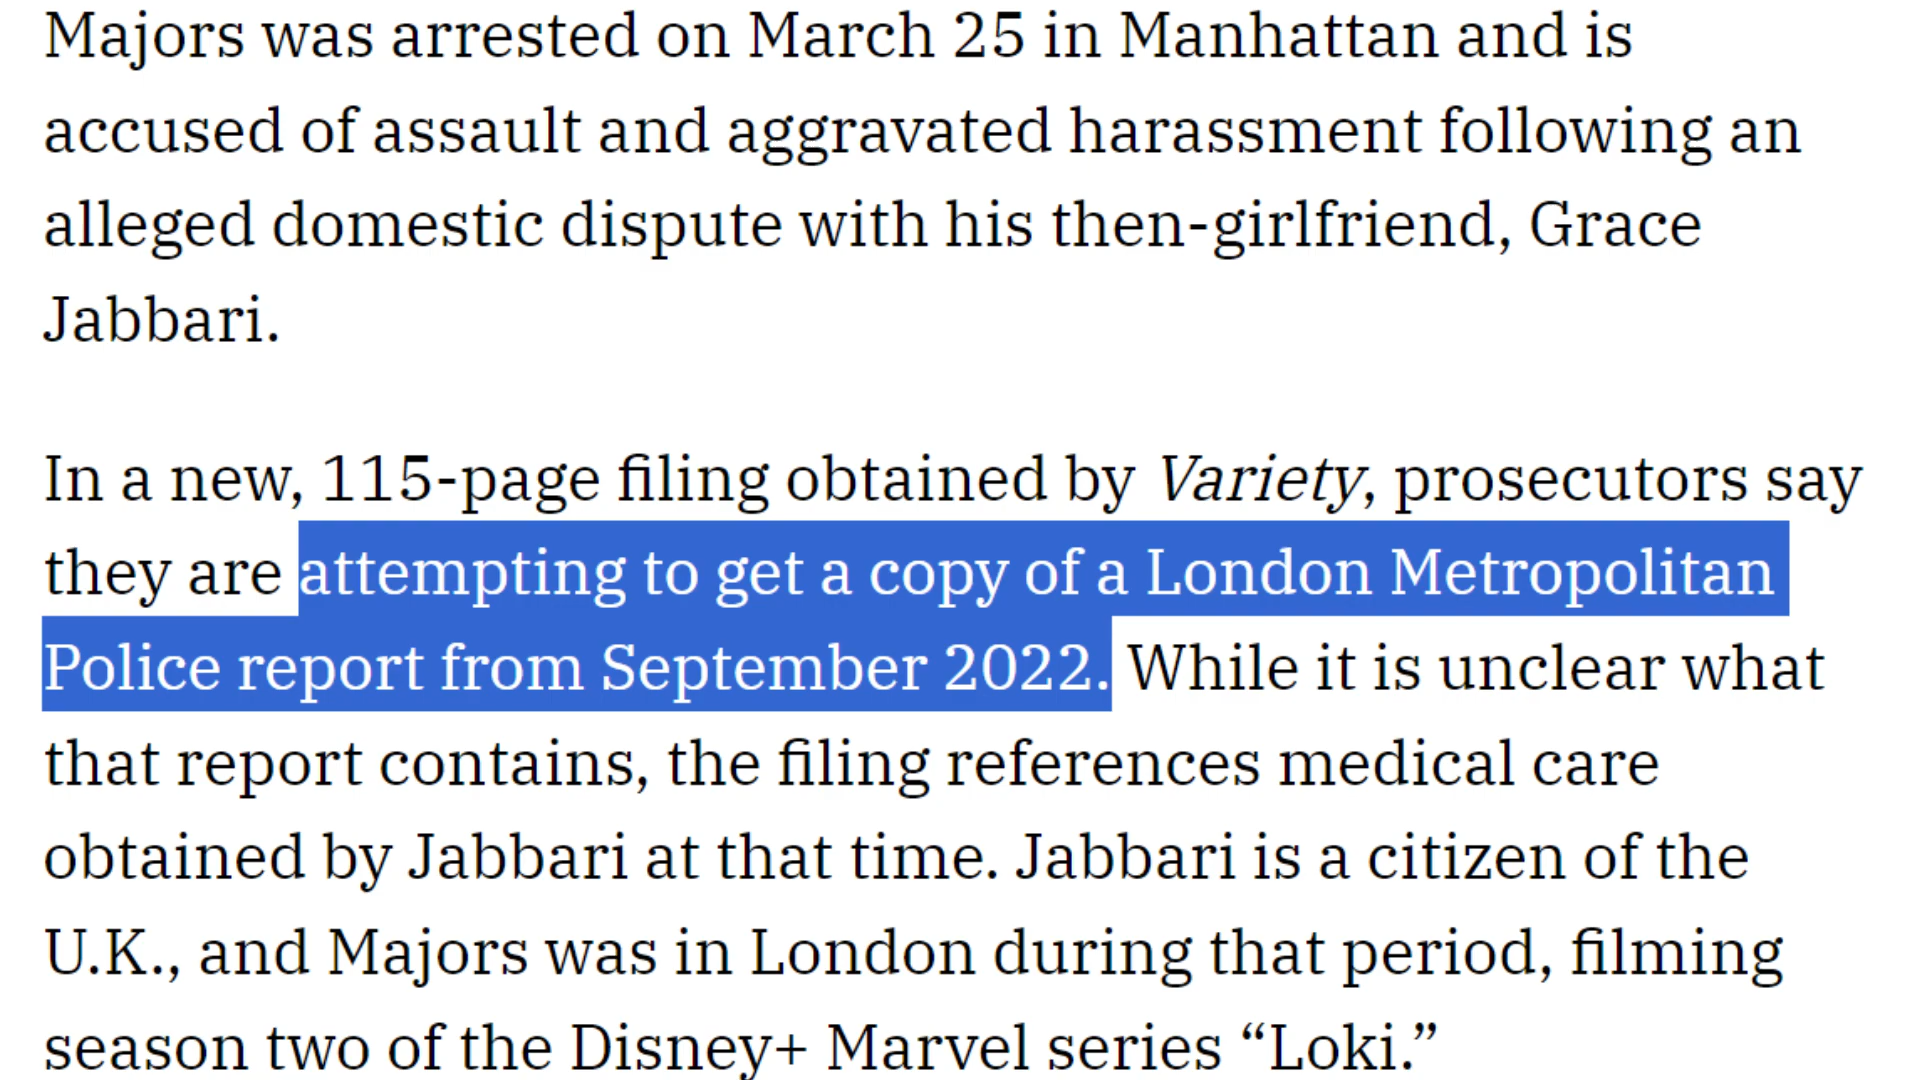 Majors was arrested on March 25 in Manhattan and is
accused of assault and aggravated harassment following an
alleged domestic dispute with his then-girlfriend, Grace
Jabbari.
In a new, 115-page filing obtained by Variety, prosecutors say
they are attempting to get a copy of a London Metropolitan
Police report from September 2022. While it is unclear what
that report contains, the filing references medical care
obtained by Jabbari at that time. Jabbari is a citizen of the
U.K., and Majors was in London during that period, filming
season two of the Disney+ Marvel series “Loki.”